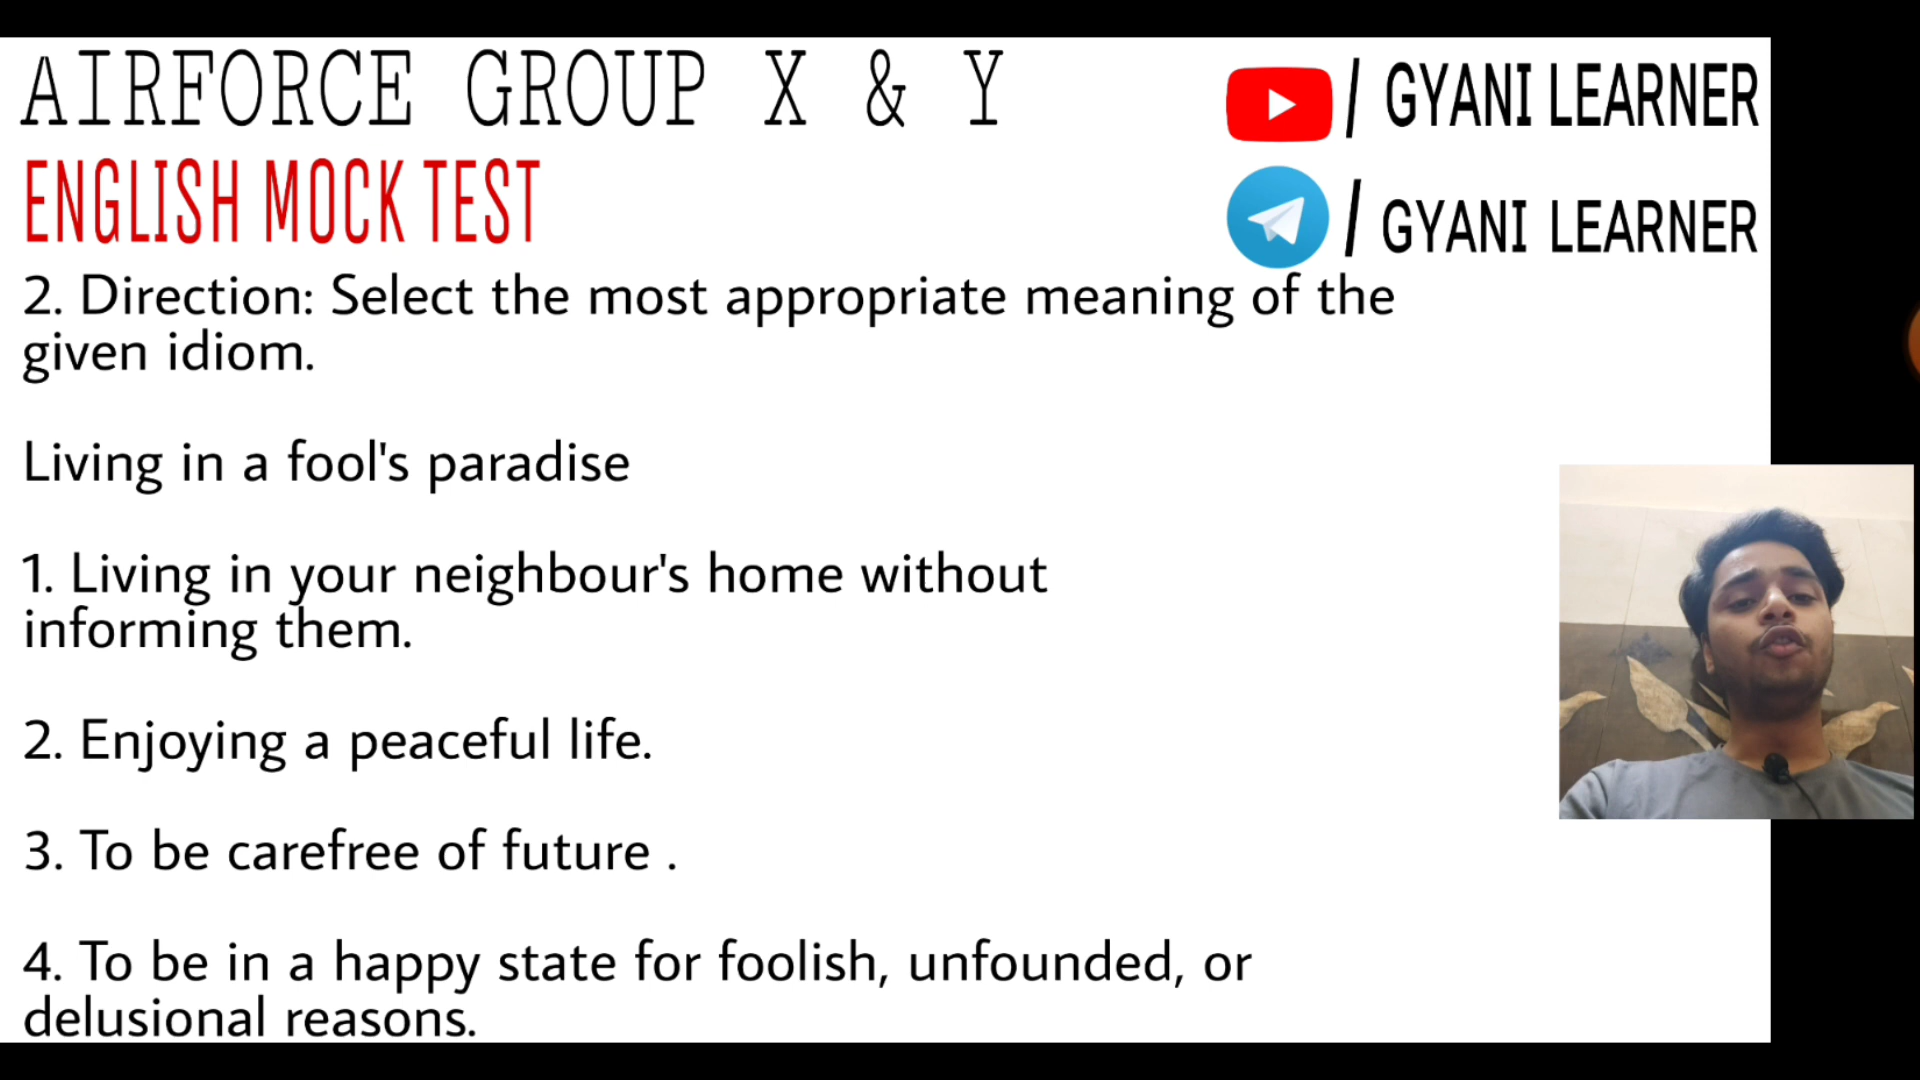 AIRFORCE GROUP X & Y
/ GYANI LEARNER
ENGLISH MOCK TEST
/ GYANI LEARNER
2. Direction: Select the most appropriate meaning of the
given idiom.
Living in a fool's paradise
1. Living in your neighbour's home without
informing them.
2. Enjoying a peaceful life.
3. To be carefree of future .
4. To be in a happy state for foolish, unfounded, or
delusional reasons.